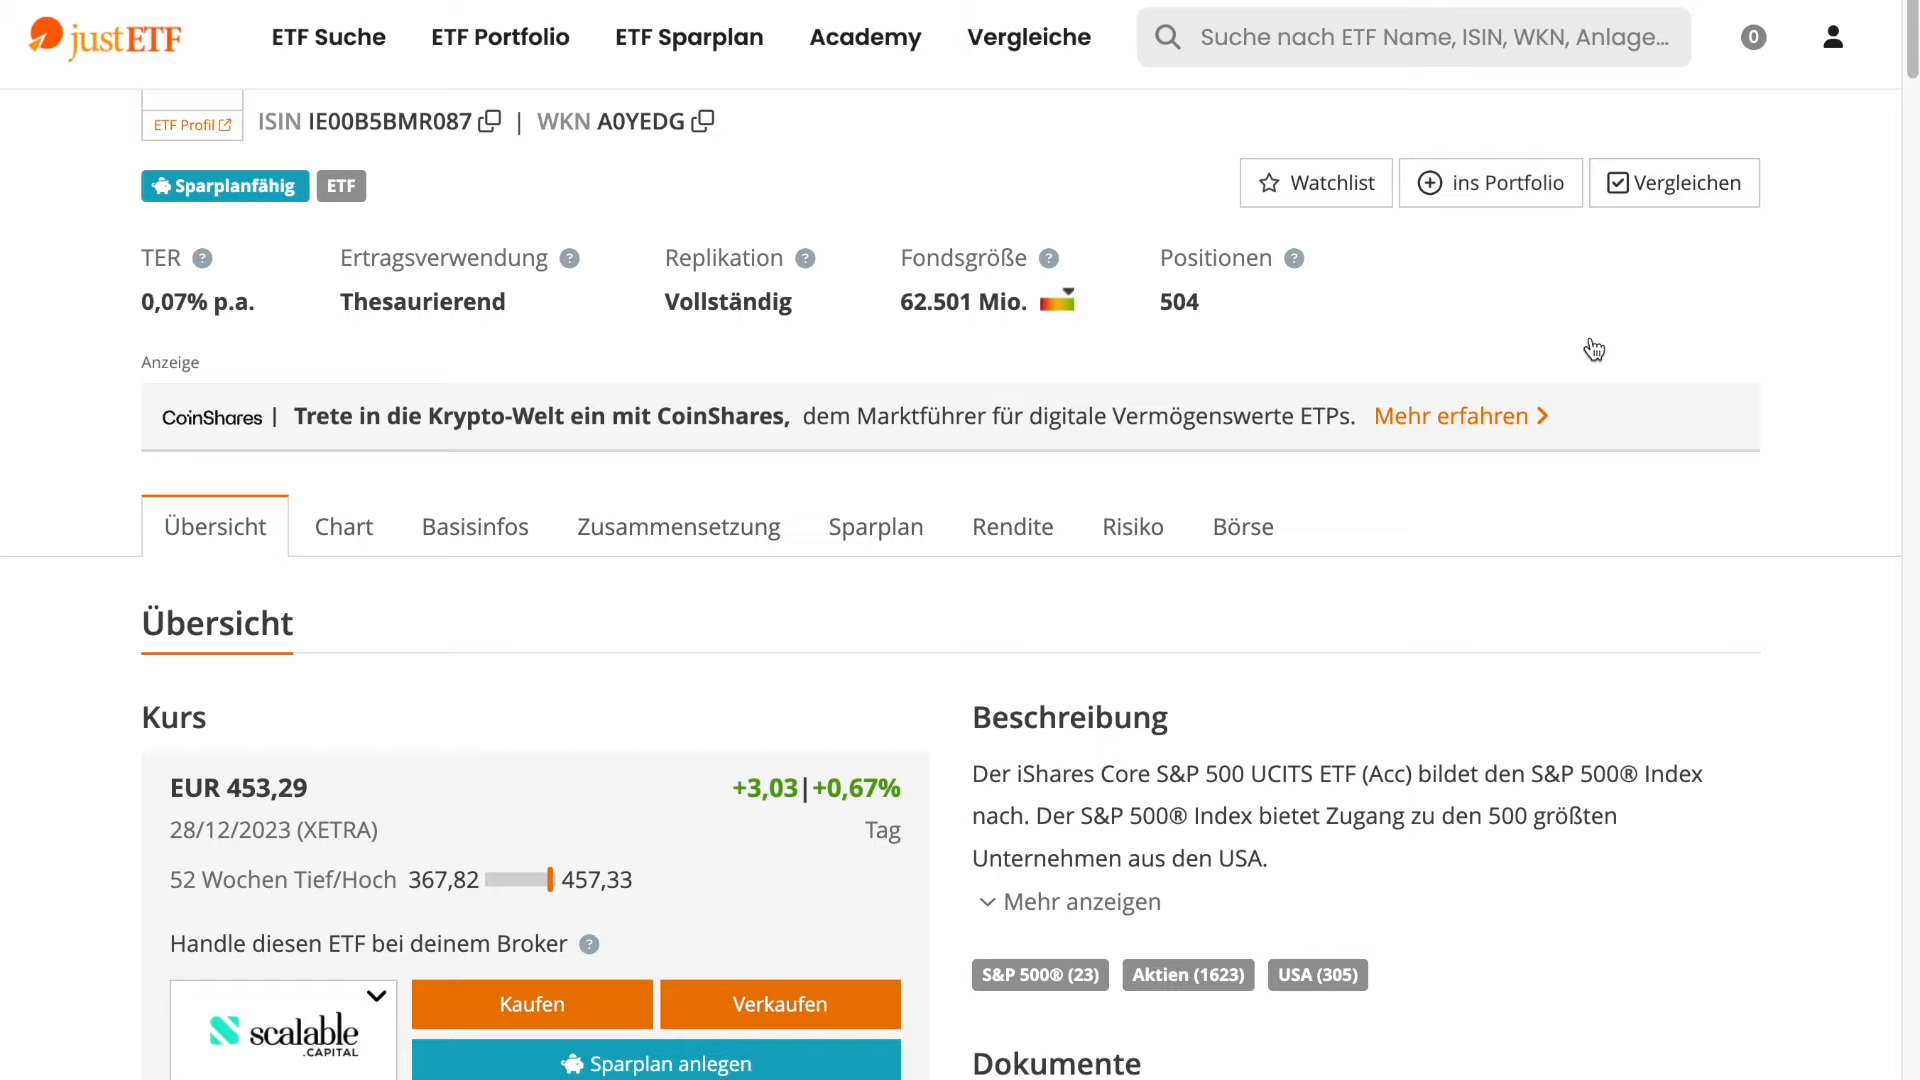 justETF
ETF Suche
ETF Portfolio
ETF Sparplan
Academy
Vergleiche
Suche nach ETF Name, ISIN, WKN, Anlage...
0
ETF Profil
ISIN IE00B5BMR087 | WKN A0YEDG
Sparplanfähig
ETF
Watchlist
ins Portfolio
Vergleichen
TER ?
Ertragsverwendung ?
Replikation ?
Fondsgröße ?
Positionen ?
0,07% p.a.
Thesaurierend
Vollständig
62.501 Mio.
504
Anzeige
CoinShares | Trete in die Krypto-Welt ein mit CoinShares, dem Marktführer für digitale Vermögenswerte ETPs. Mehr erfahren
Übersicht
Chart
Basisinfos
Zusammensetzung
Sparplan
Rendite
Risiko
Börse
Übersicht
Kurs
EUR 453,29
+3,03|+0,67%
28/12/2023 (XETRA)
Tag
52 Wochen Tief/Hoch 367,82 457,33
Handle diesen ETF bei deinem Broker ?
scalable
.CAPITAL
Kaufen
Verkaufen
Sparplan anlegen
Beschreibung
Der iShares Core S&P 500 UCITS ETF (Acc) bildet den S&P 500® Index
nach. Der S&P 500® Index bietet Zugang zu den 500 größten
Unternehmen aus den USA.
Mehr anzeigen
S&P 500® (23)
Aktien (1623)
USA (305)
Dokumente